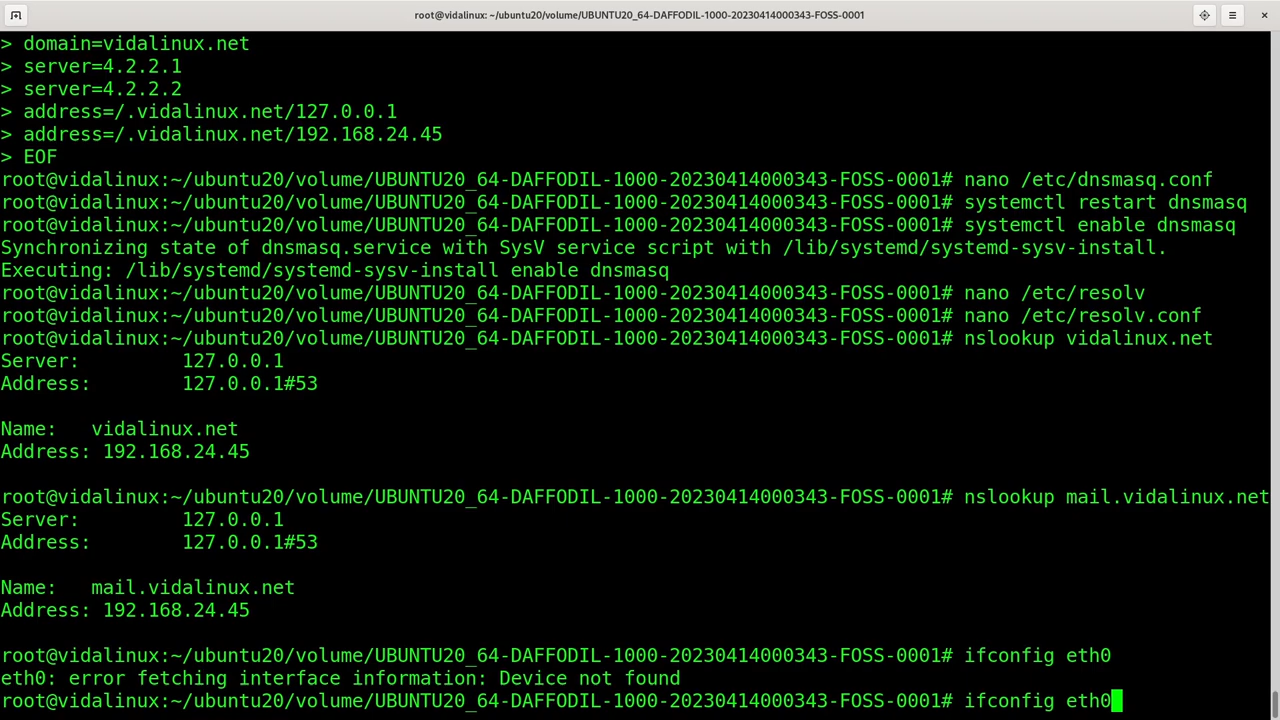 root@vidalinux: ~/ubuntu20/volume/UBUNTU20_64-DAFFODIL-1000-20230414000343-FOSS-0001
> domain=vidalinux.net
> server=4.2.2.1
> server=4.2.2.2
> address=/.vidalinux.net/127.0.0.1
> address=/.vidalinux.net/192.168.24.45
> EOF
root@vidalinux:~/ubuntu20/volume/UBUNTU20_64-DAFFODIL-1000-20230414000343-FOSS-0001# nano /etc/dnsmasq.conf
root@vidalinux:~/ubuntu20/volume/UBUNTU20_64-DAFFODIL-1000-20230414000343-FOSS-0001# systemctl restart dnsmasq
root@vidalinux:~/ubuntu20/volume/UBUNTU20_64-DAFFODIL-1000-20230414000343-FOSS-0001# systemctl enable dnsmasq
Synchronizing state of dnsmasq.service with SysV service script with /lib/systemd/systemd-sysv-install.
Executing: /lib/systemd/systemd-sysv-install enable dnsmasq
root@vidalinux:~/ubuntu20/volume/UBUNTU20_64-DAFFODIL-1000-20230414000343-FOSS-0001# nano /etc/resolv
root@vidalinux:~/ubuntu20/volume/UBUNTU20_64-DAFFODIL-1000-20230414000343-FOSS-0001# nano /etc/resolv.conf
root@vidalinux:~/ubuntu20/volume/UBUNTU20_64-DAFFODIL-1000-20230414000343-FOSS-0001# nslookup vidalinux.net
Server:         127.0.0.1
Address:        127.0.0.1#53

Name:   vidalinux.net
Address: 192.168.24.45

root@vidalinux:~/ubuntu20/volume/UBUNTU20_64-DAFFODIL-1000-20230414000343-FOSS-0001# nslookup mail.vidalinux.net
Server:         127.0.0.1
Address:        127.0.0.1#53

Name:   mail.vidalinux.net
Address: 192.168.24.45

root@vidalinux:~/ubuntu20/volume/UBUNTU20_64-DAFFODIL-1000-20230414000343-FOSS-0001# ifconfig eth0
eth0: error fetching interface information: Device not found
root@vidalinux:~/ubuntu20/volume/UBUNTU20_64-DAFFODIL-1000-20230414000343-FOSS-0001# ifconfig eth0